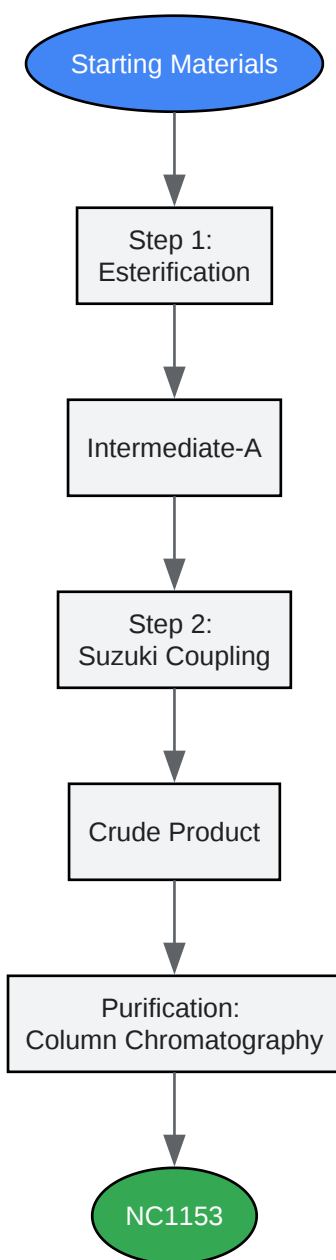 Starting Materials
Step 1:
Esterification
Intermediate-A
Step 2:
Suzuki Coupling
Crude Product
Purification:
Column Chromatography
NC1153